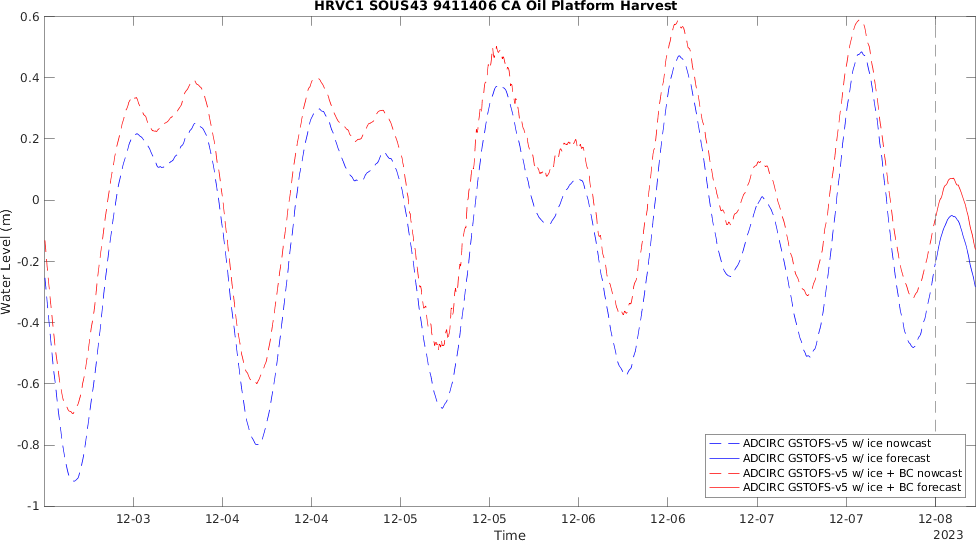 HRVC1 SOUS43 9411406 CA Oil Platform Harvest
0.6
0.4
0.2
0
-0.2
-0.4
-0.6
-0.8
-1
Water Level (m)
12-03
12-04
12-04
12-05
12-05
12-06
12-06
12-07
12-07
12-08
2023
Time
ADCIRC GSTOFS-v5 w/ ice nowcast
ADCIRC GSTOFS-v5 w/ ice forecast
ADCIRC GSTOFS-v5 w/ ice + BC nowcast
ADCIRC GSTOFS-v5 w/ ice + BC forecast